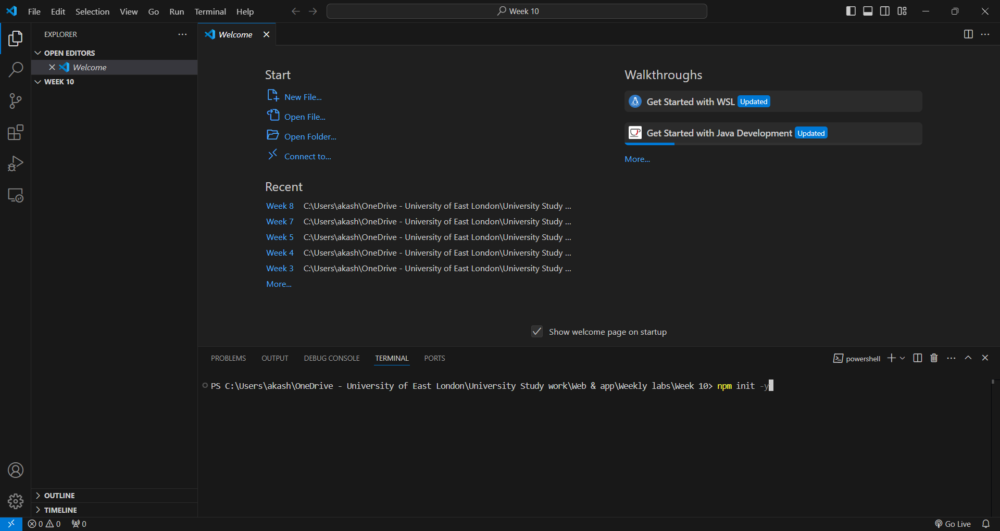 File Edit Selection View Go Run Terminal Help
Week 10
EXPLORER
OPEN EDITORS
Welcome
WEEK 10
OUTLINE
TIMELINE
Welcome
Start
New File...
Open File...
Open Folder...
Connect to...
Recent
Week 8 C:\Users\akash\OneDrive - University of East London\University Study ...
Week 7 C:\Users\akash\OneDrive - University of East London\University Study ...
Week 5 C:\Users\akash\OneDrive - University of East London\University Study ...
Week 4 C:\Users\akash\OneDrive - University of East London\University Study ...
Week 3 C:\Users\akash\OneDrive - University of East London\University Study ...
More...
Walkthroughs
Get Started with WSL Updated
Get Started with Java Development Updated
More...
Show welcome page on startup
PROBLEMS OUTPUT DEBUG CONSOLE TERMINAL PORTS
powershell
PS C:\Users\akash\OneDrive - University of East London\University Study work\Web & app\Weekly labs\Week 10> npm init -y
0 0 0
Go Live